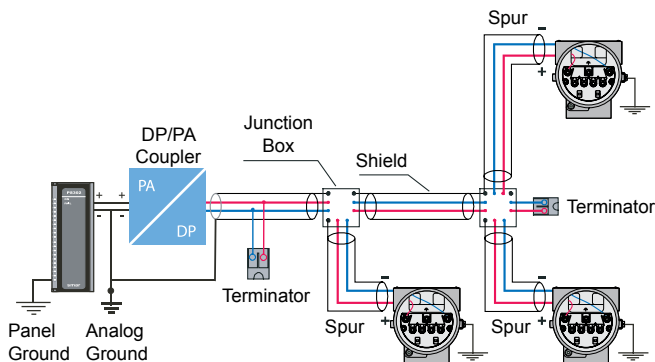 Spur
-
+
DP/PA
Coupler
Junction
Box
Shield
PA
DP
+ +
- -
Terminator
Terminator
Spur
-
+
Spur
-
+
Panel
Ground
Analog
Ground